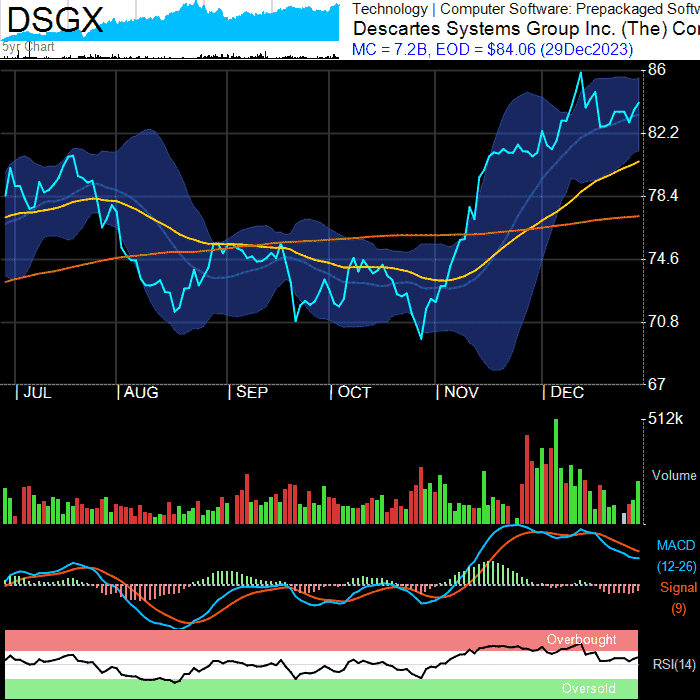 DSGX
5yr Chart
Technology | Computer Software: Prepackaged Softw
Descartes Systems Group Inc. (The) Cor
MC = 7.2B, EOD = $84.06 (29Dec2023)
86
82.2
78.4
74.6
70.8
67
| JUL | AUG | SEP | OCT | NOV | DEC
512k
Volume
MACD
(12-26)
Signal
(9)
Overbought
RSI(14)
Oversold